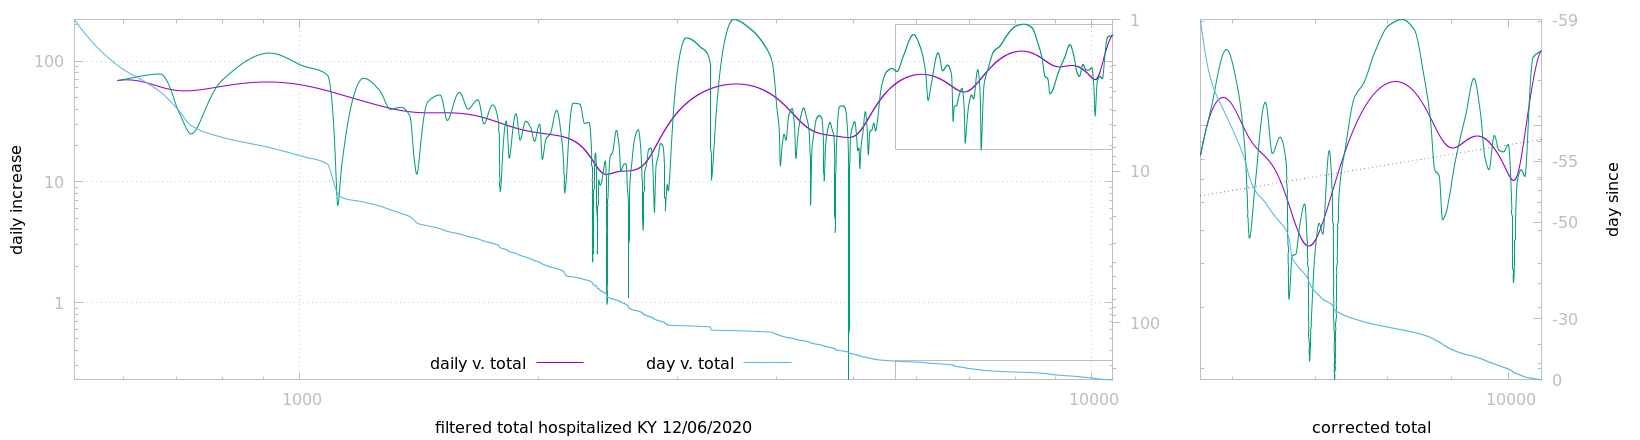 daily increase
100
10
1
1000
10000
1
10
100
daily v. total
day v. total
filtered total hospitalized KY 12/06/2020
-59
-55
-50
-30
0
day since
10000
corrected total